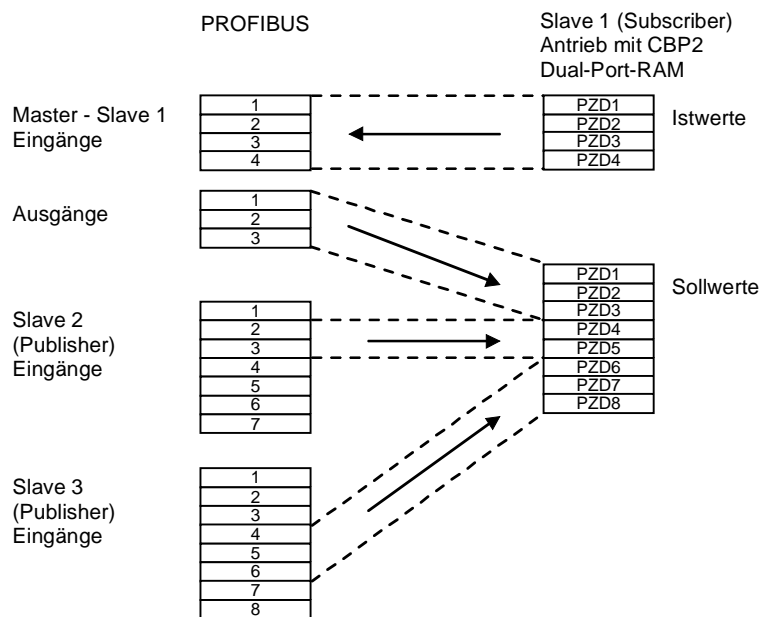 PROFIBUS
Slave 1 (Subscriber)
Antrieb mit CBP2
Dual-Port-RAM
Master - Slave 1
Eingänge
1
2
3
4
PZD1
PZD2
PZD3
PZD4
Istwerte
Ausgänge
1
2
3
PZD1
PZD2
PZD3
PZD4
PZD5
PZD6
PZD7
PZD8
Sollwerte
Slave 2
(Publisher)
Eingänge
1
2
3
4
5
6
7
Slave 3
(Publisher)
Eingänge
1
2
3
4
5
6
7
8